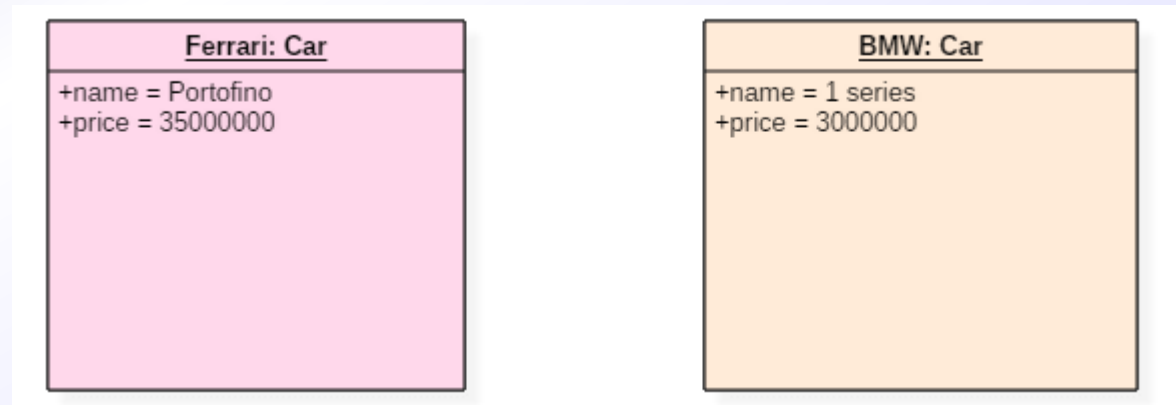 Ferrari: Car
+name = Portofino
+price = 35000000
BMW: Car
+name = 1 series
+price = 3000000